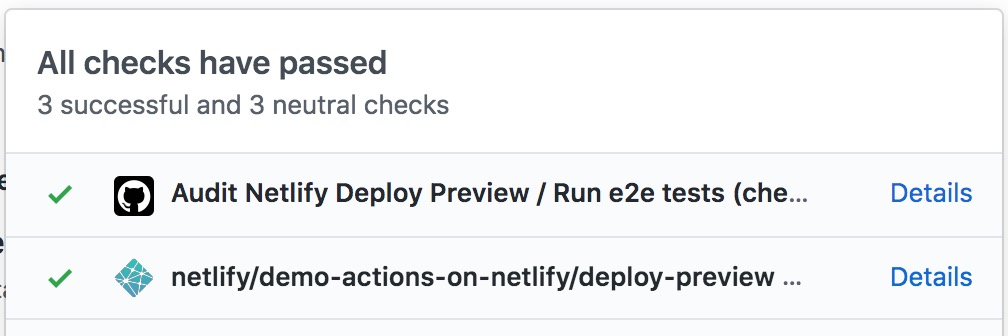 All checks have passed
3 successful and 3 neutral checks
Audit Netlify Deploy Preview / Run e2e tests (che... Details
netlify/demo-actions-on-netlify/deploy-preview ... Details